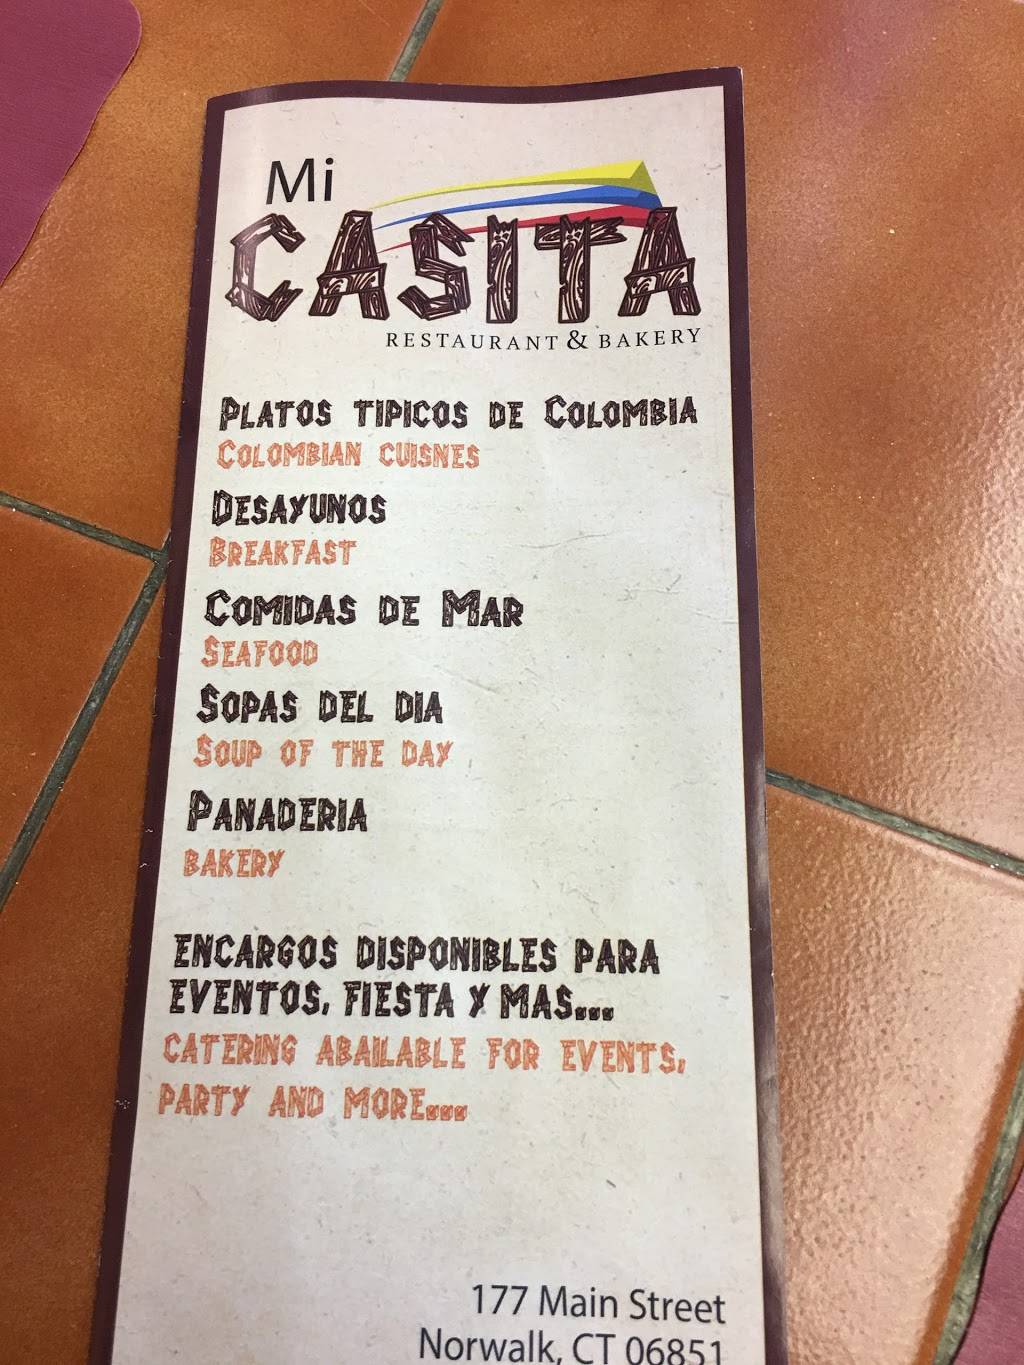 Mi
CASITA
RESTAURANT & BAKERY
PLATOS TIPICOS DE COLOMBIA
COLOMBIAN CUISNES
DESAYUNOS
BREAKFAST
COMIDAS DE MAR
SEAFOOD
SOPAS DEL DIA
SOUP OF THE DAY
PANADERIA
BAKERY
ENCARGOS DISPONIBLES PARA
EVENTOS, FIESTA Y MAS...
CATERING ABAILABLE FOR EVENTS,
PARTY AND MORE...
177 Main Street
Norwalk, CT 06851